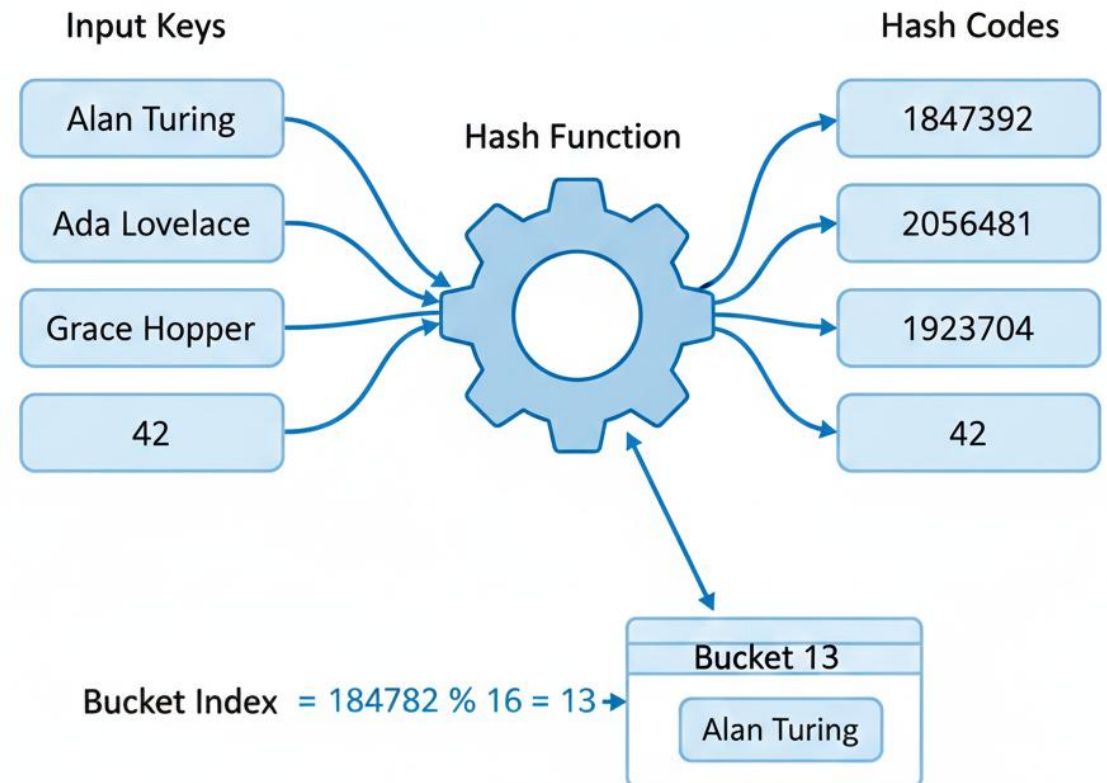 Input Keys
Hash Codes
Hash Function
Alan Turing
Ada Lovelace
Grace Hopper
42
1847392
2056481
1923704
42
Bucket Index = 184782 % 16 = 13
Bucket 13
Alan Turing